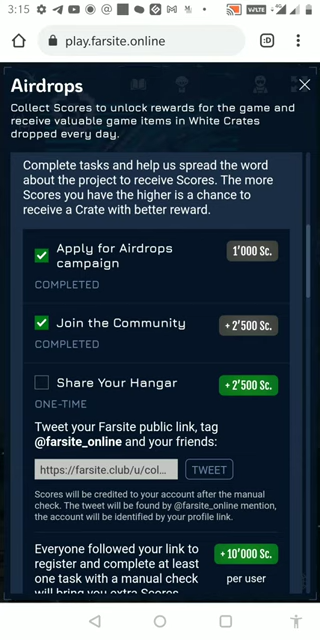 3:15
play.farsite.online
:D
Airdrops
Collect Scores to unlock rewards for the game and
receive valuable game items in White Crates
dropped every day.
Complete tasks and help us spread the word
about the project to receive Scores. The more
Scores you have the higher is a chance to
receive a Crate with better reward.
Apply for Airdrops
campaign
1'000 Sc.
COMPLETED
Join the Community
+ 2'500 Sc.
COMPLETED
Share Your Hangar
+ 2'500 Sc.
ONE-TIME
Tweet your Farsite public link, tag
@farsite_online and your friends:
https://farsite.club/u/col...
TWEET
Scores will be credited to your account after the manual
check. The tweet will be found by @farsite_online mention,
the account will be identified by your profile link.
Everyone followed your link to
register and complete at least
one task with a manual check
will bring you extra Scores
+ 10'000 Sc.
per user